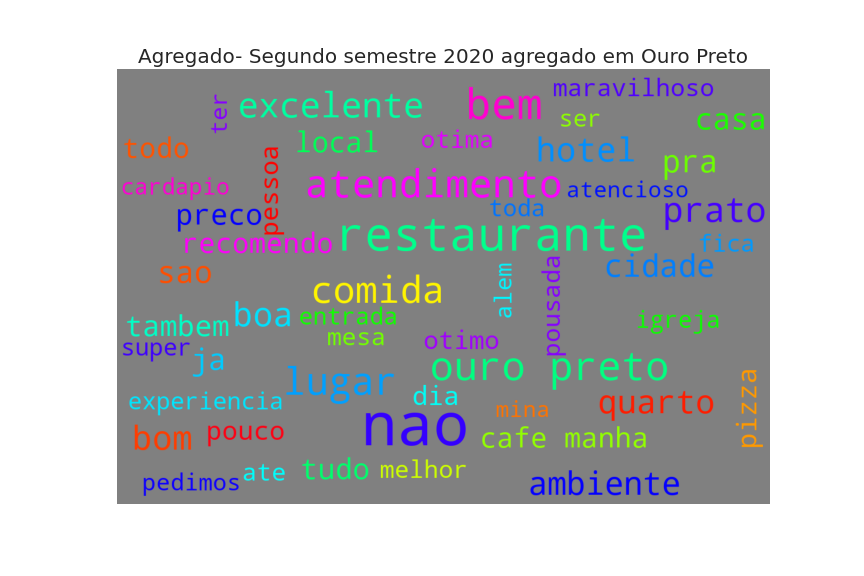 Agregado- Segundo semestre 2020 agregado em Ouro Preto
maravilhoso
ter
excelente
bem
ser
casa
todo
local
otima
hotel
pra
cardapio
pessoa
atendimento
atencioso
preco
toda
prato
recomendo
restaurante
fica
sao
comida
alem
pousada
cidade
tambem
boa
entrada
igreja
super
mesa
otimo
ja
lugar
ouro preto
experiencia
dia
mina
quarto
pizza
bom
pouco
nao
cafe manha
pedimos
ate
tudo
melhor
ambiente